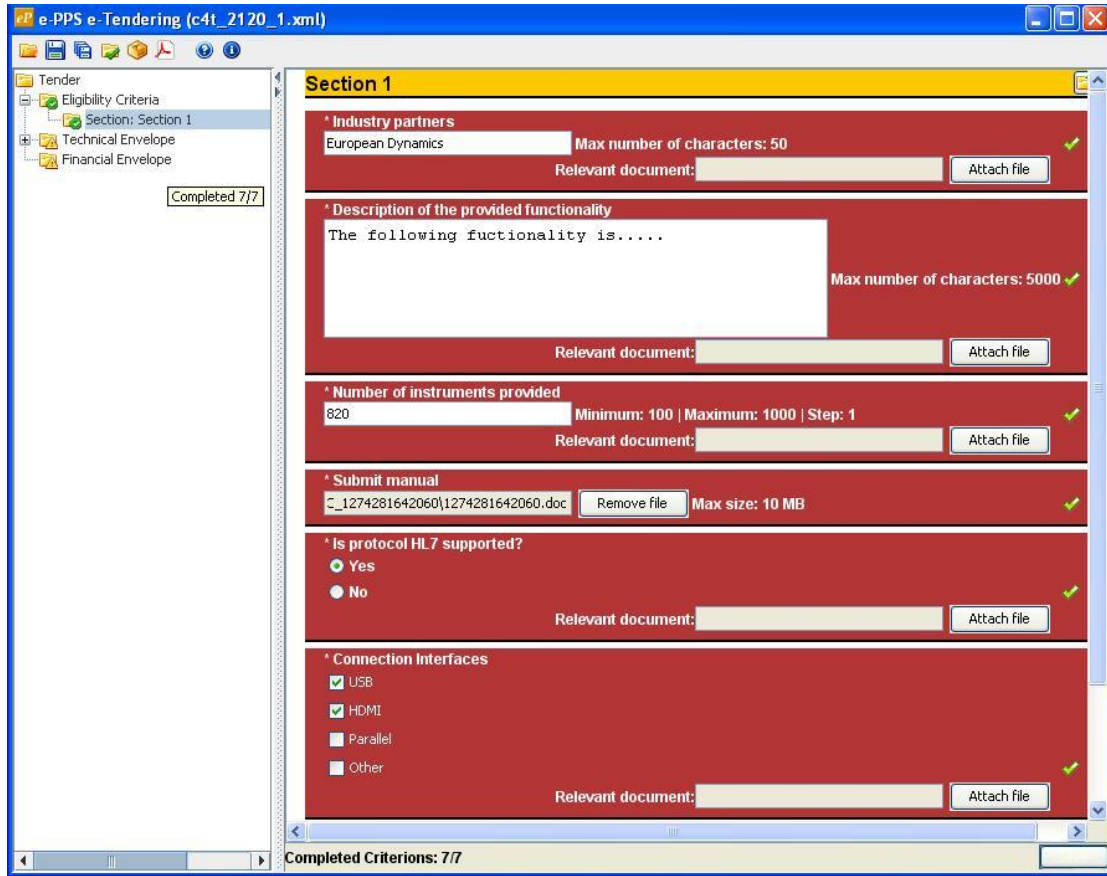 e-PPS e-Tendering (c4t_2120_1.xml)
Tender
Eligibility Criteria
Section: Section 1
Technical Envelope
Financial Envelope
Completed 7/7
Section 1
* Industry partners
European Dynamics Max number of characters: 50
Relevant document: Attach file
* Description of the provided functionality
The following fuctionality is.....
Max number of characters: 5000
Relevant document: Attach file
* Number of instruments provided
820 Minimum: 100 | Maximum: 1000 | Step: 1
Relevant document: Attach file
* Submit manual
C_1274281642060\1274281642060.doc Remove file Max size: 10 MB
* Is protocol HL7 supported?
Yes
No
Relevant document: Attach file
* Connection Interfaces
USB
HDMI
Parallel
Other
Relevant document: Attach file
Completed Criterions: 7/7